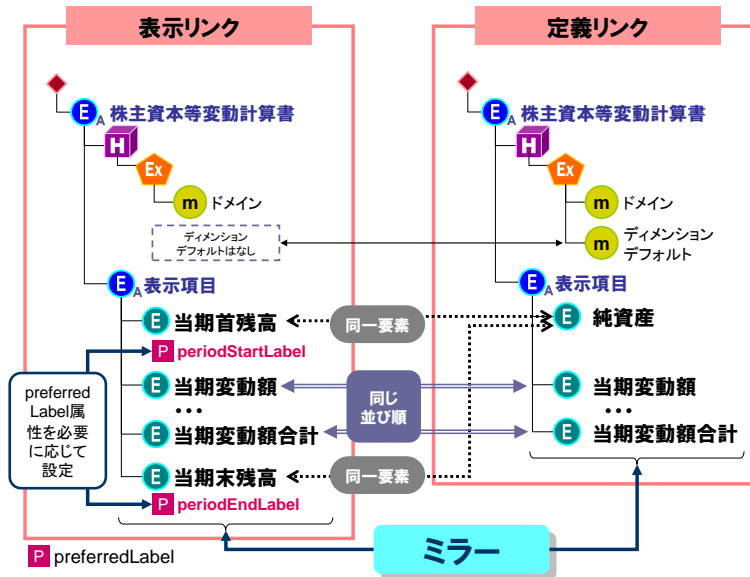 表示リンク
定義リンク
E A 株主資本等変動計算書
H
Ex
m ドメイン
ディメンション
デフォルトはなし
E A 表示項目
E 当期首残高
P periodStartLabel
E 当期変動額
・・・
E 当期変動額合計
E 当期末残高
P periodEndLabel
preferred
Label属
性を必要
に応じて
設定
同一要素
同じ
並び順
同一要素
E A 株主資本等変動計算書
H
Ex
m ドメイン
m ディメンション
デフォルト
E A 表示項目
E 純資産
E 当期変動額
・・・
E 当期変動額合計
ミラー
P preferredLabel